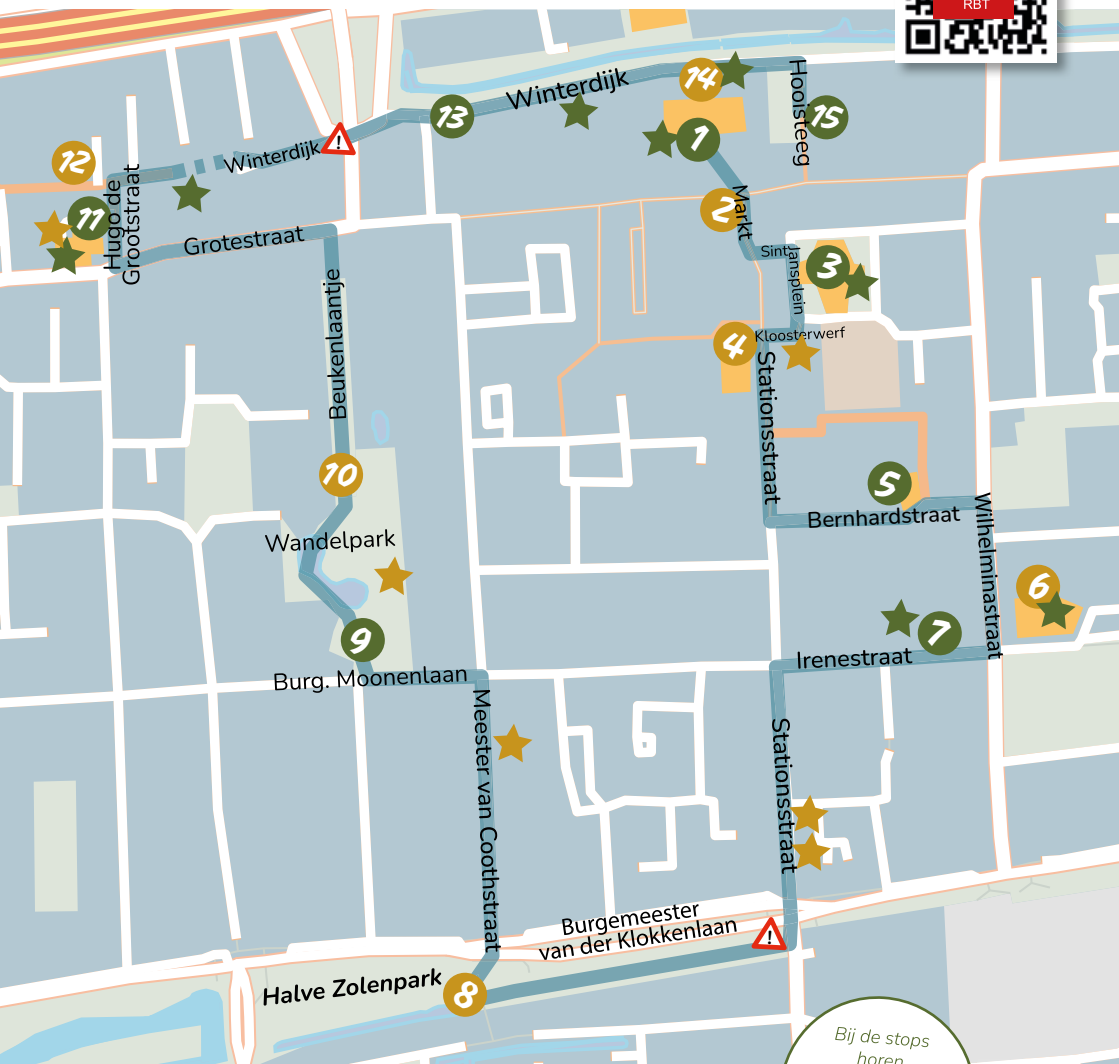 RBT
14
Winterdijk
13
Hooisteeg
15
1
Winterdijk
12
Hugo de
Grootstraat
11
Markt
2
Grotestraat
Sint
Jansplein
3
Beukenlaantje
4
Kloosterwerf
Stationsstraat
10
5
Bernhardstraat
Wilhelminastraat
Wandelpark
6
7
9
Irenestraat
Burg. Moonenlaan
Meester van Coothstraat
Stationsstraat
Burgemeester
van der Klokkenlaan
Halve Zolenpark
8
Bij de stops
horen